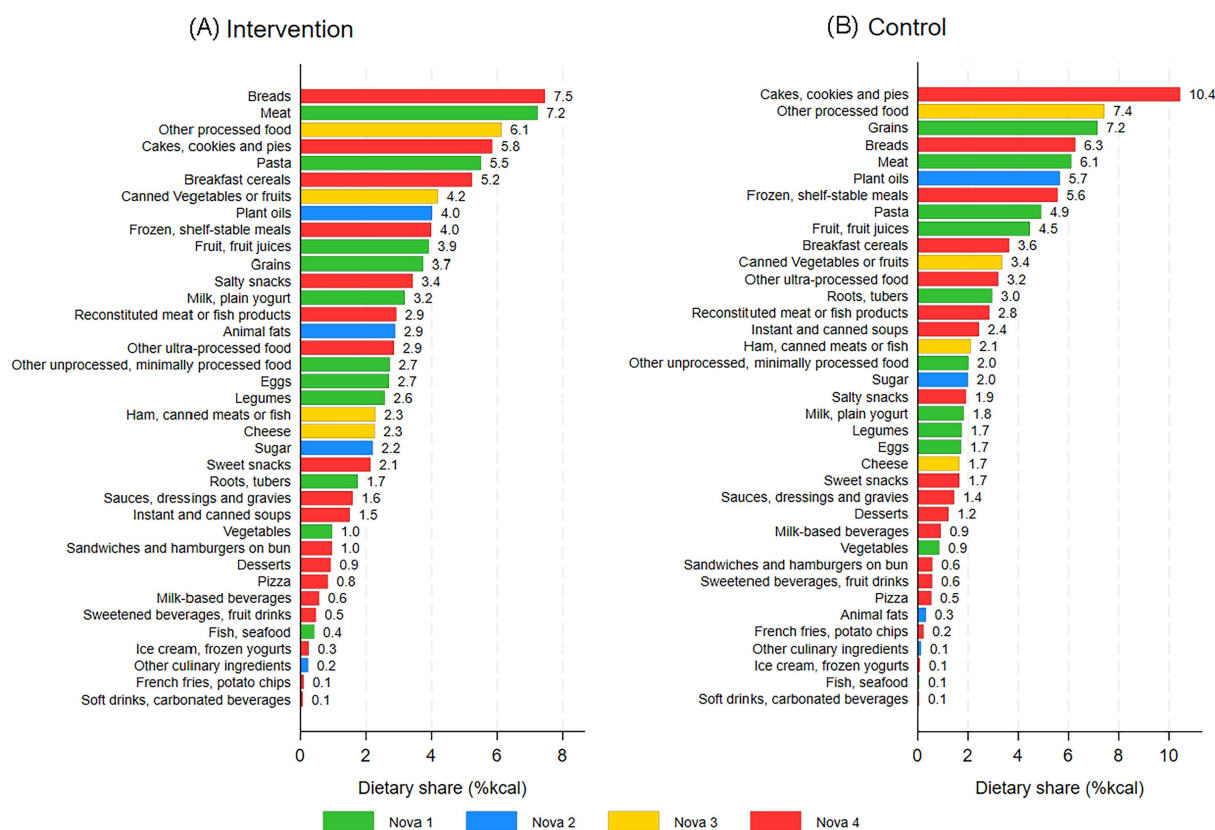 (A) Intervention
Breads 7.5
Meat 7.2
Other processed food 6.1
Cakes, cookies and pies 5.8
Pasta 5.5
Breakfast cereals 5.2
Canned Vegetables or fruits 4.2
Plant oils 4.0
Frozen, shelf-stable meals 4.0
Fruit, fruit juices 3.9
Grains 3.7
Salty snacks 3.4
Milk, plain yogurt 3.2
Reconstituted meat or fish products 2.9
Animal fats 2.9
Other ultra-processed food 2.9
Other unprocessed, minimally processed food 2.7
Eggs 2.7
Legumes 2.6
Ham, canned meats or fish 2.3
Cheese 2.3
Sugar 2.2
Sweet snacks 2.1
Roots, tubers 1.7
Sauces, dressings and gravies 1.6
Instant and canned soups 1.5
Vegetables 1.0
Sandwiches and hamburgers on bun 1.0
Desserts 0.9
Pizza 0.8
Milk-based beverages 0.6
Sweetened beverages, fruit drinks 0.5
Fish, seafood 0.4
Ice cream, frozen yogurts 0.3
Other culinary ingredients 0.2
French fries, potato chips 0.1
Soft drinks, carbonated beverages 0.1
0 2 4 6 8
Dietary share (%kcal)
(B) Control
Cakes, cookies and pies 10.4
Other processed food 7.4
Grains 7.2
Breads 6.3
Meat 6.1
Plant oils 5.7
Frozen, shelf-stable meals 5.6
Pasta 4.9
Fruit, fruit juices 4.5
Breakfast cereals 3.6
Canned Vegetables or fruits 3.4
Other ultra-processed food 3.2
Roots, tubers 3.0
Reconstituted meat or fish products 2.8
Instant and canned soups 2.4
Ham, canned meats or fish 2.1
Other unprocessed, minimally processed food 2.0
Sugar 2.0
Salty snacks 1.9
Milk, plain yogurt 1.8
Legumes 1.7
Eggs 1.7
Cheese 1.7
Sweet snacks 1.7
Sauces, dressings and gravies 1.4
Desserts 1.2
Milk-based beverages 0.9
Vegetables 0.9
Sandwiches and hamburgers on bun 0.6
Sweetened beverages, fruit drinks 0.6
Pizza 0.5
Animal fats 0.3
French fries, potato chips 0.2
Other culinary ingredients 0.1
Ice cream, frozen yogurts 0.1
Fish, seafood 0.1
Soft drinks, carbonated beverages 0.1
0 2 4 6 8 10
Dietary share (%kcal)
Nova 1 Nova 2 Nova 3 Nova 4